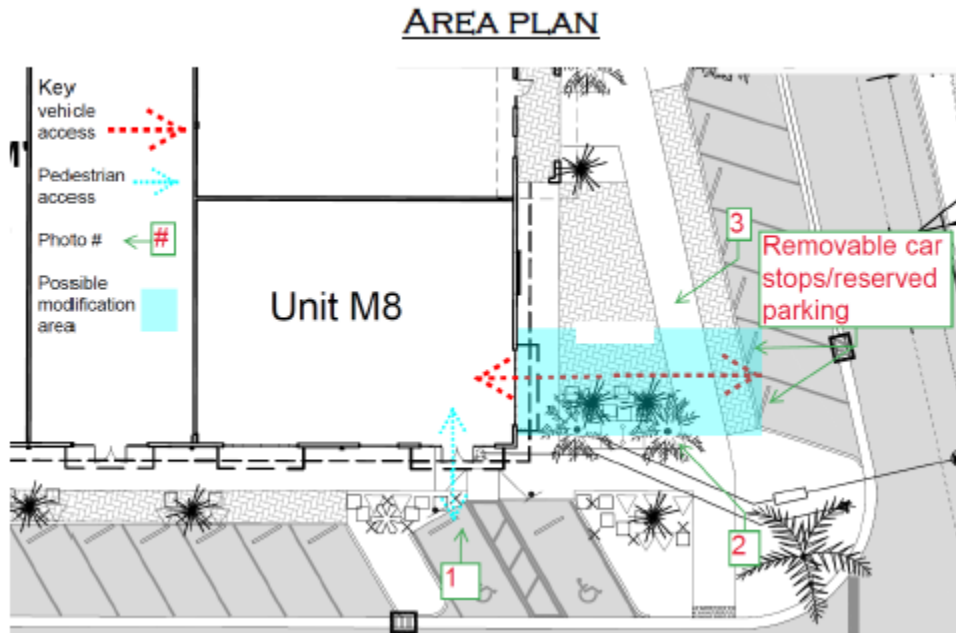 AREA PLAN
Key
vehicle
access
Pedestrian
access
Photo #
#
Possible
modification
area
Unit M8
3
Removable car
stops/reserved
parking
1
2